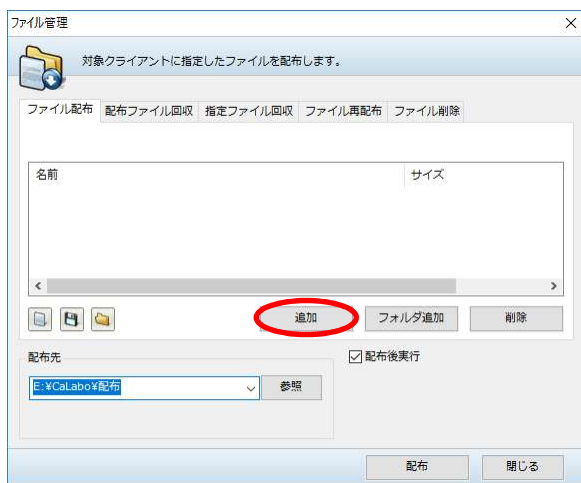 ファイル管理
対象クライアントに指定したファイルを配布します。
ファイル配布 配布ファイル回収 指定ファイル回収 ファイル再配布 ファイル削除
名前 サイズ
追加 フォルダ追加 削除
配布先
配布後実行
E:¥CaLabo¥配布 参照
配布 閉じる